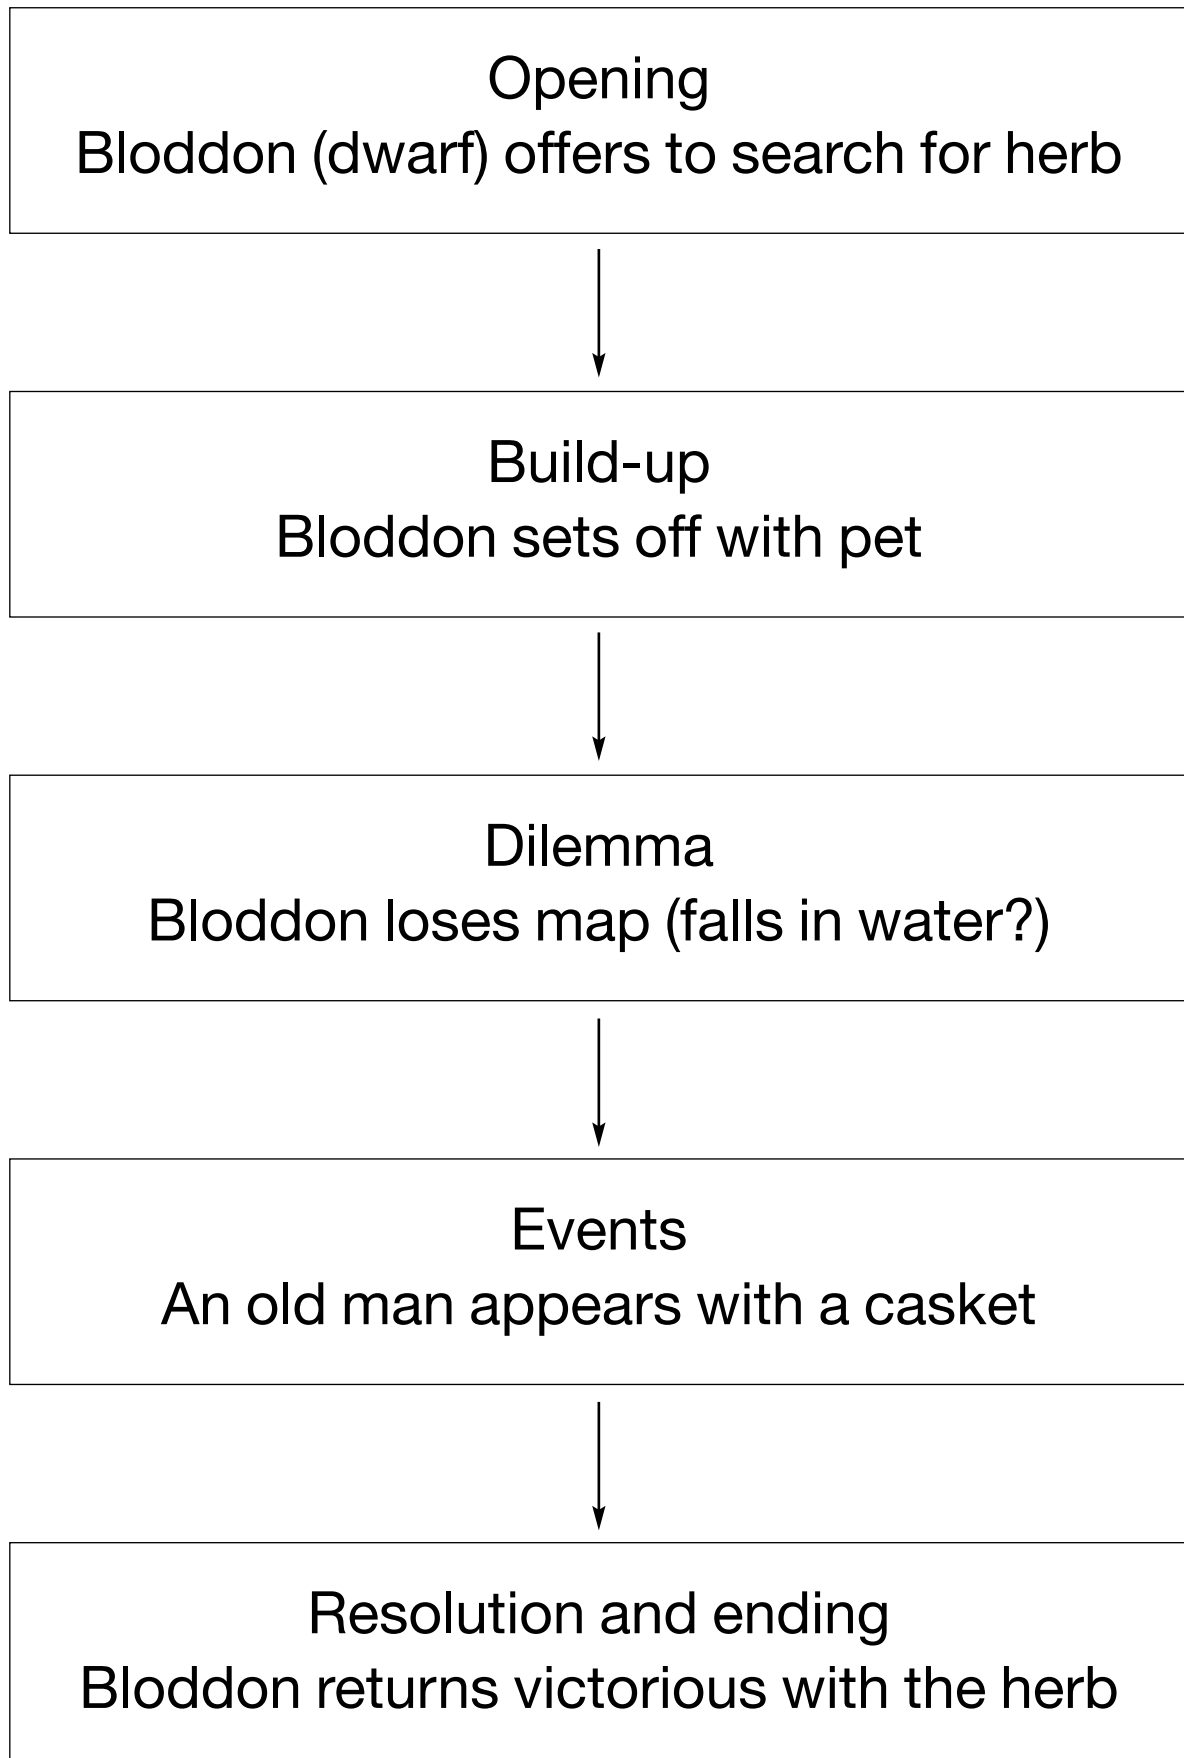 Opening
Bloddon (dwarf) offers to search for herb
Build-up
Bloddon sets off with pet
Dilemma
Bloddon loses map (falls in water?)
Events
An old man appears with a casket
Resolution and ending
Bloddon returns victorious with the herb